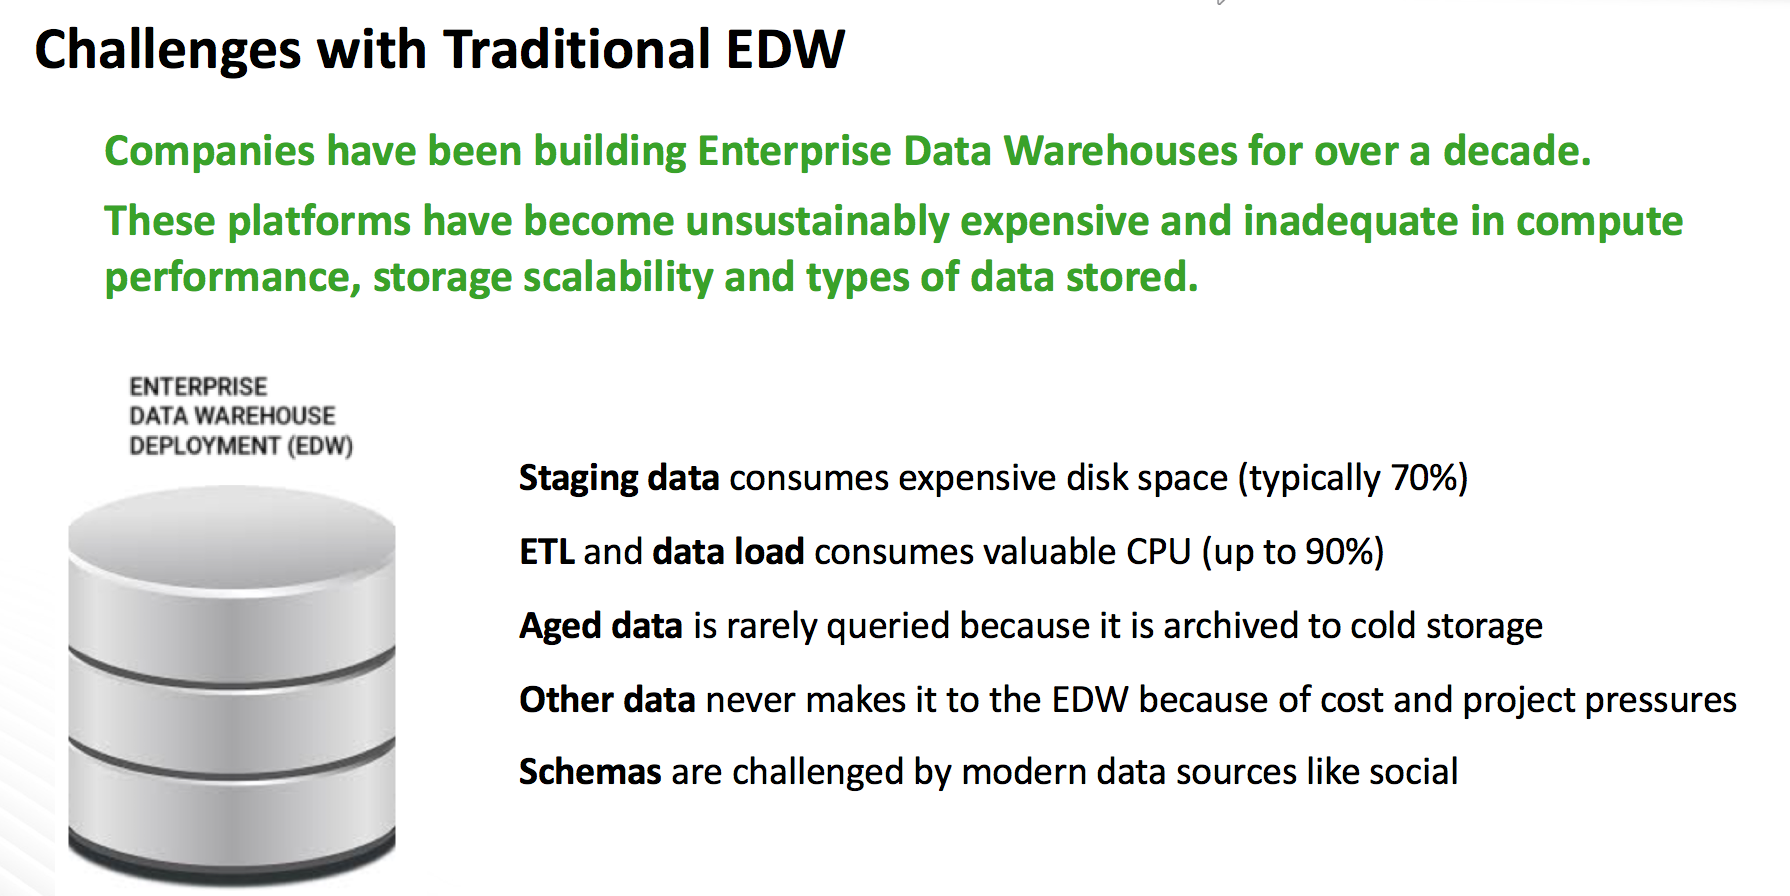 Challenges with Traditional EDW
Companies have been building Enterprise Data Warehouses for over a decade.
These platforms have become unsustainably expensive and inadequate in compute
performance, storage scalability and types of data stored.
ENTERPRISE
DATA WAREHOUSE
DEPLOYMENT (EDW)
Staging data consumes expensive disk space (typically 70%)
ETL and data load consumes valuable CPU (up to 90%)
Aged data is rarely queried because it is archived to cold storage
Other data never makes it to the EDW because of cost and project pressures
Schemas are challenged by modern data sources like social